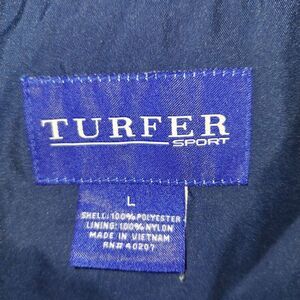 TURFER
SPORT
L
SHELL: 100% POLYESTER
LINING: 100% NYLON
MADE IN VIETNAM
RN# 40207